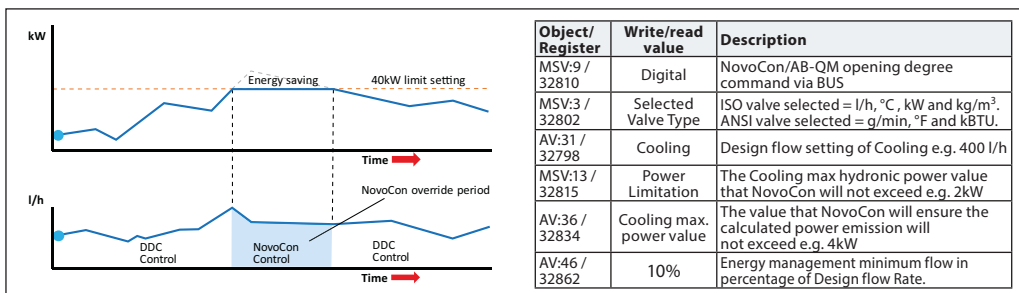 kW
Energy saving
40kW limit setting
Time
l/h
NovoCon override period
DDC
Control
NovoCon
Control
DDC
Control
Time
Object/
Register
Write/read
value
Description
MSV:9 /
32810
Digital
NovoCon/AB-QM opening degree
command via BUS
MSV:3 /
32802
Selected
Valve Type
ISO valve selected = l/h, °C , kW and kg/m³.
ANSI valve selected = g/min, °F and kBTU.
AV:31 /
32798
Cooling
Design flow setting of Cooling e.g. 400 l/h
MSV:13 /
32815
Power
Limitation
The Cooling max hydronic power value
that NovoCon will not exceed e.g. 2kW
AV:36 /
32834
Cooling max.
power value
The value that NovoCon will ensure the
calculated power emission will
not exceed e.g. 4kW
AV:46 /
32862
10%
Energy management minimum flow in
percentage of Design flow Rate.